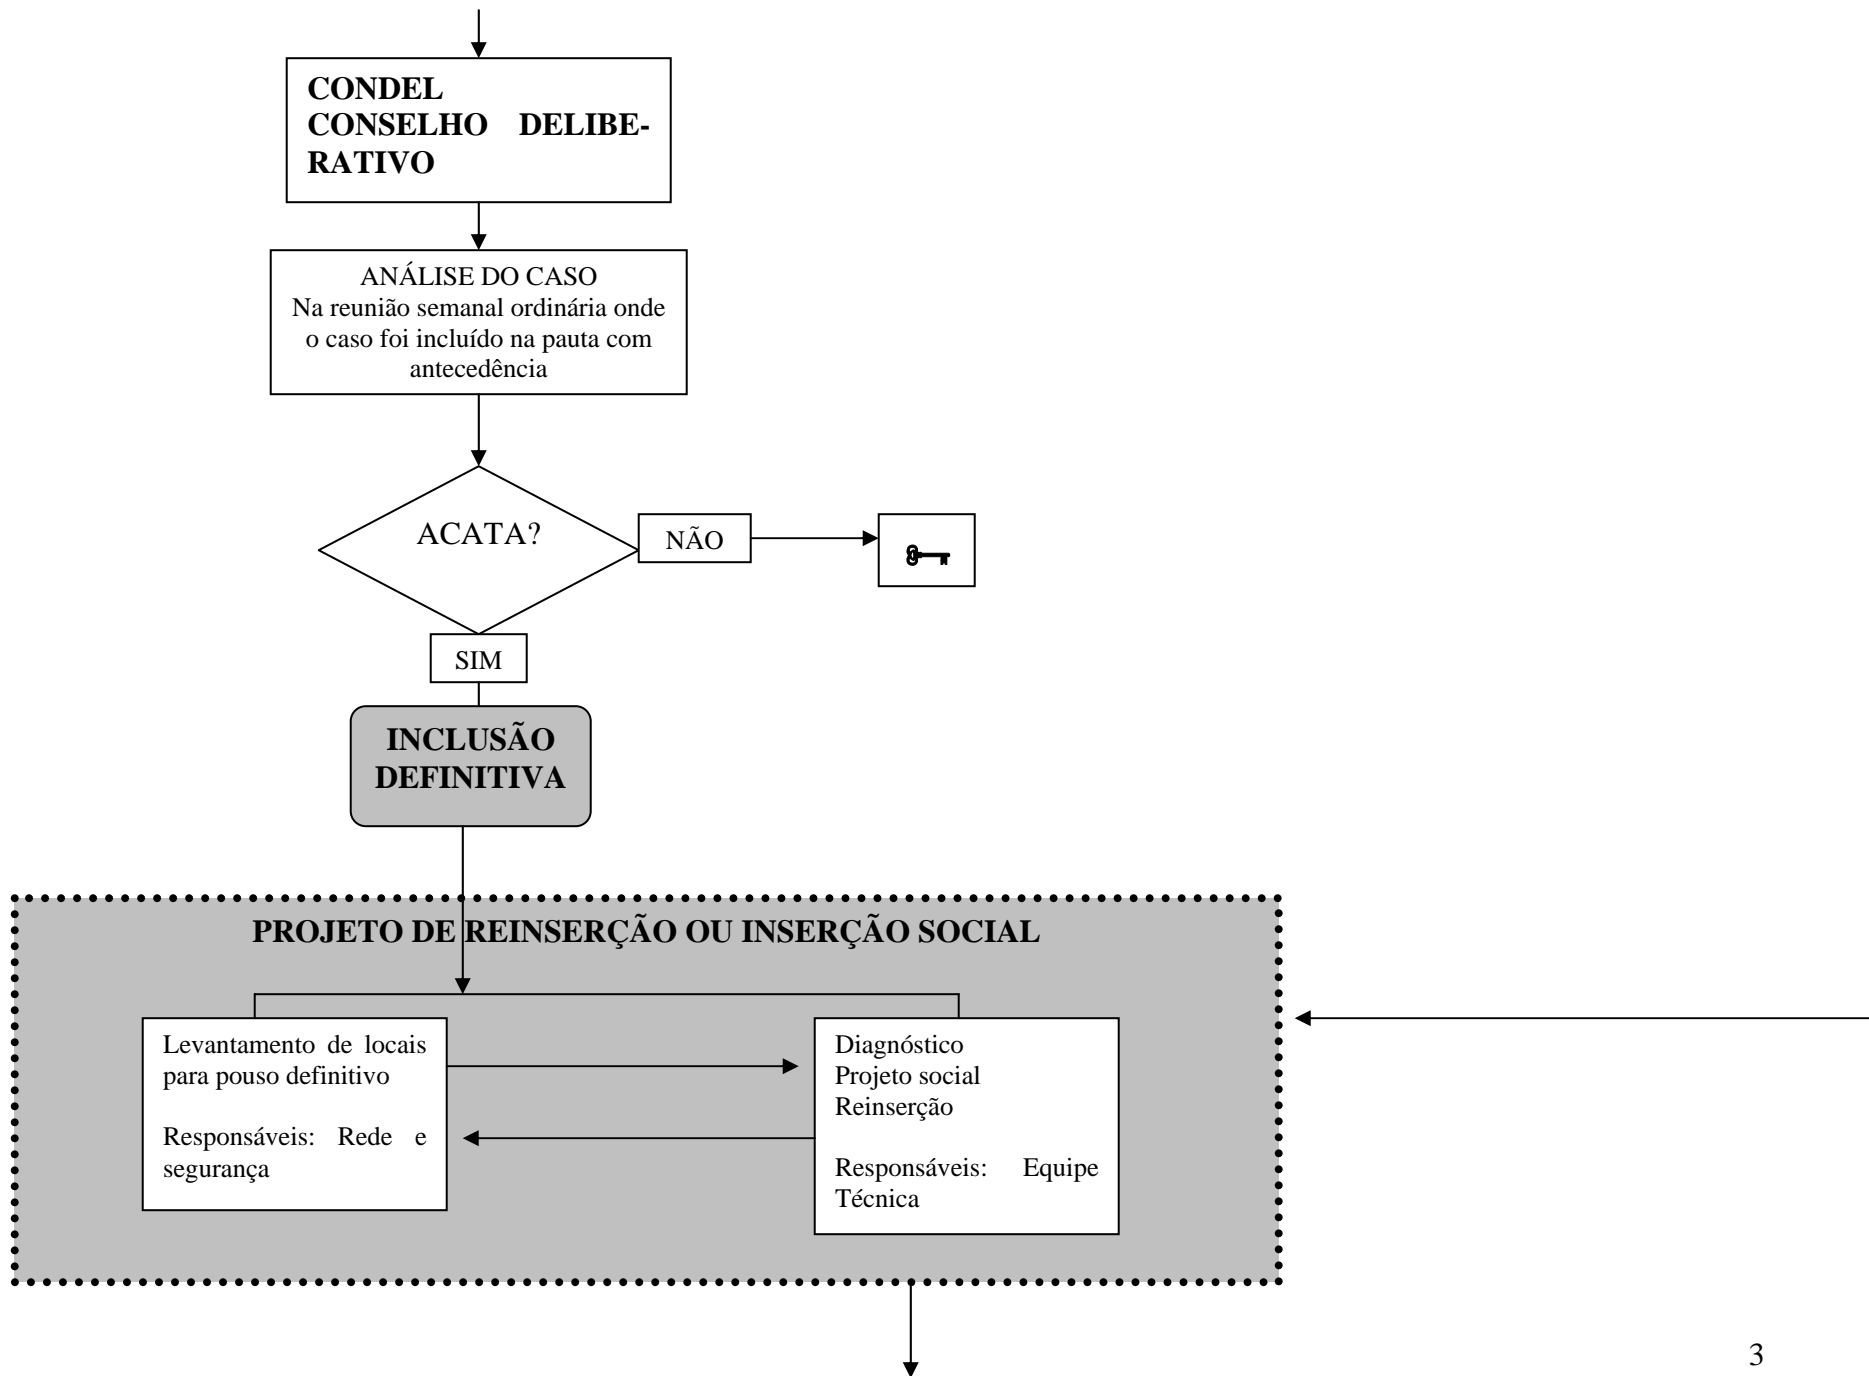 CONDEL
CONSELHO DELIBE-
RATIVO
ANÁLISE DO CASO
Na reunião semanal ordinária onde
o caso foi incluído na pauta com
antecedência
ACATA?
NÃO
SIM
INCLUSÃO
DEFINITIVA
PROJETO DE REINSERÇÃO OU INSERÇÃO SOCIAL
Levantamento de locais
para pouso definitivo
Responsáveis: Rede e
segurança
Diagnóstico
Projeto social
Reinserção
Responsáveis: Equipe
Técnica
3